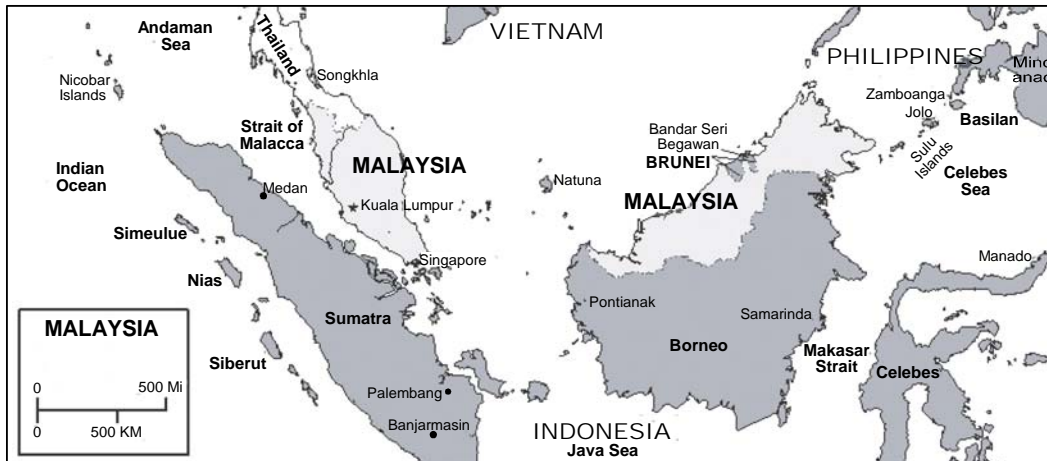 Andaman
Sea
VIETNAM
Thailand
PHILIPPINES
Mind
anao
Nicobar
Islands
Songkhla
Zamboanga
Jolo
Basilan
Strait of
Malacca
Bandar Seri
Begawan
BRUNEI
Sulu
Islands
Indian
Ocean
MALAYSIA
Celebes
Sea
Medan
Natuna
MALAYSIA
Kuala Lumpur
Simeulue
Singapore
Manado
Nias
Pontianak
Samarinda
Sumatra
MALAYSIA
0 500 Mi
0 500 KM
Siberut
Borneo
Makasar
Strait
Celebes
Palembang
Banjarmasin
INDONESIA
Java Sea